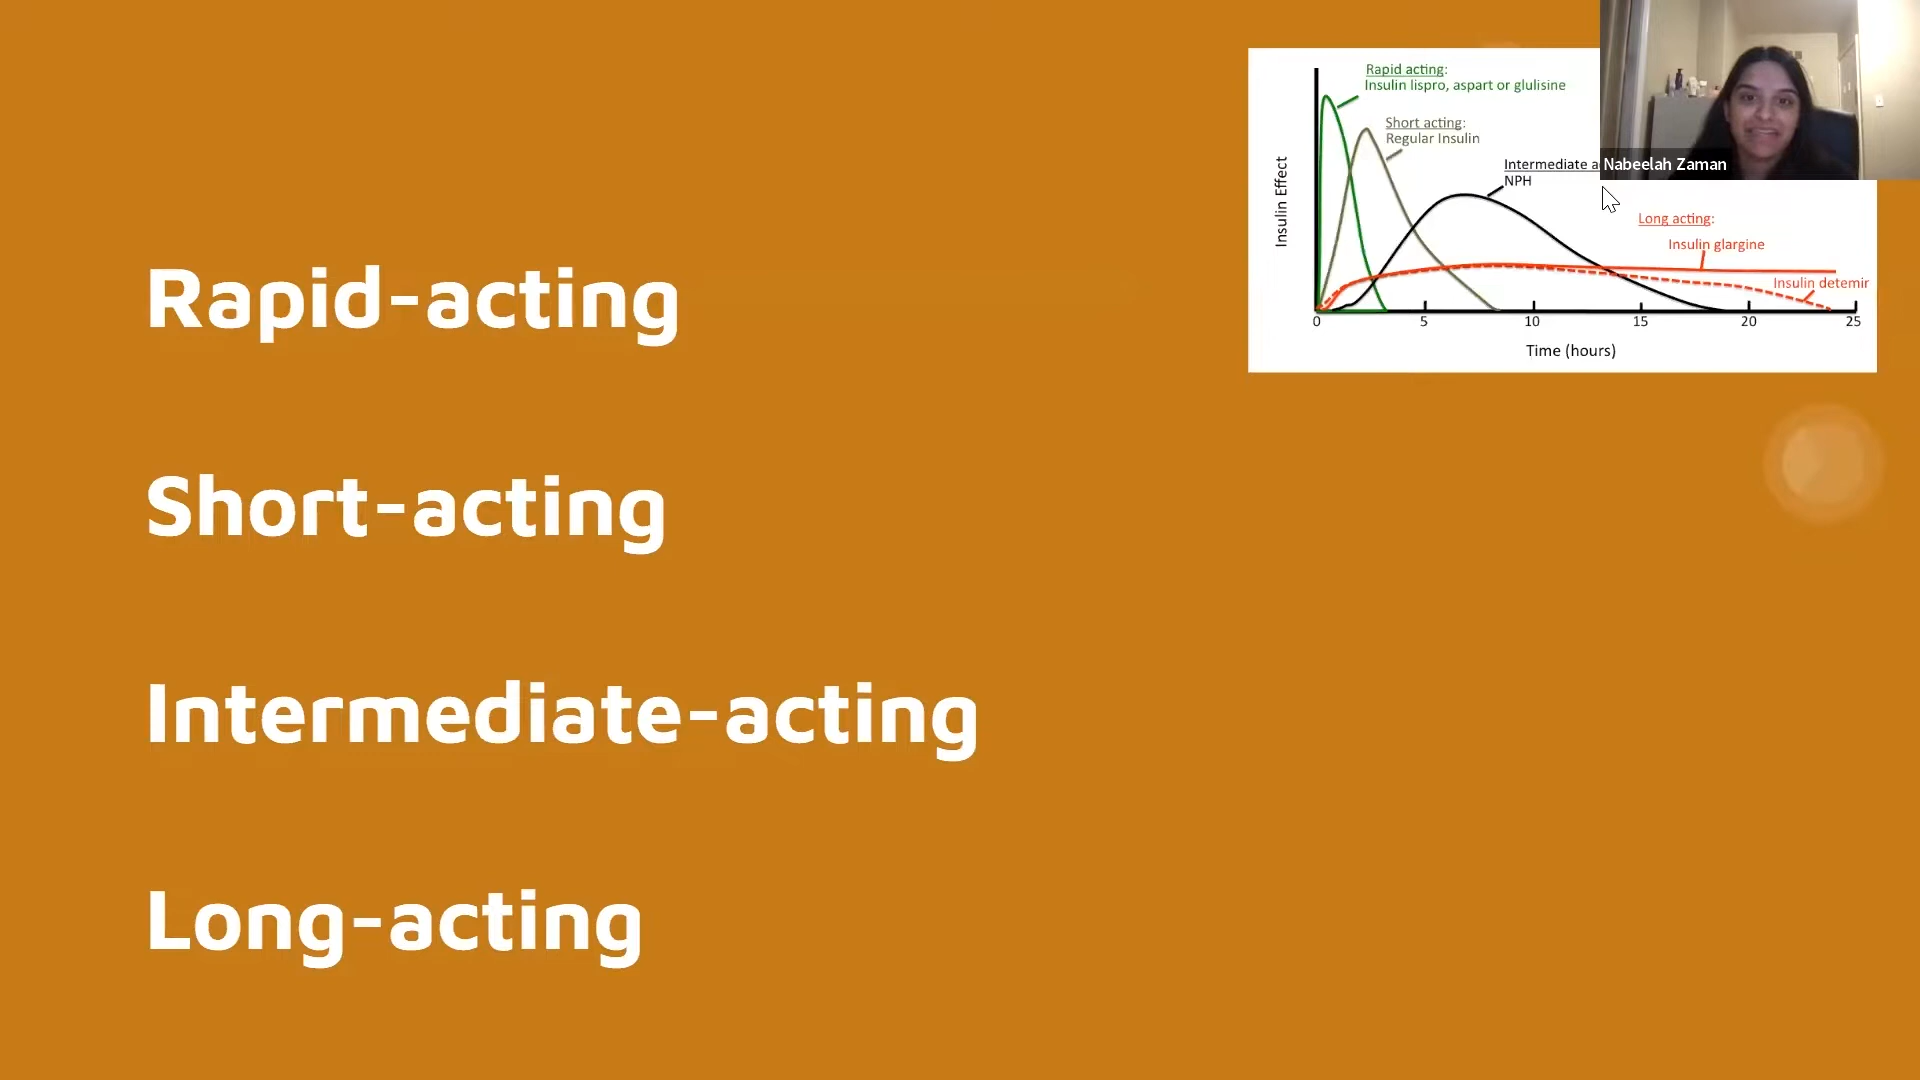 Rapid-acting
Short-acting
Intermediate-acting
Long-acting
Rapid acting:
Insulin lispro, aspart or glulisine
Short acting:
Regular Insulin
Intermediate
NPH
Long acting:
Insulin glargine
Insulin detemir
Insulin Effect
0 5 10 15 20 25
Time (hours)
Nabeelah Zaman